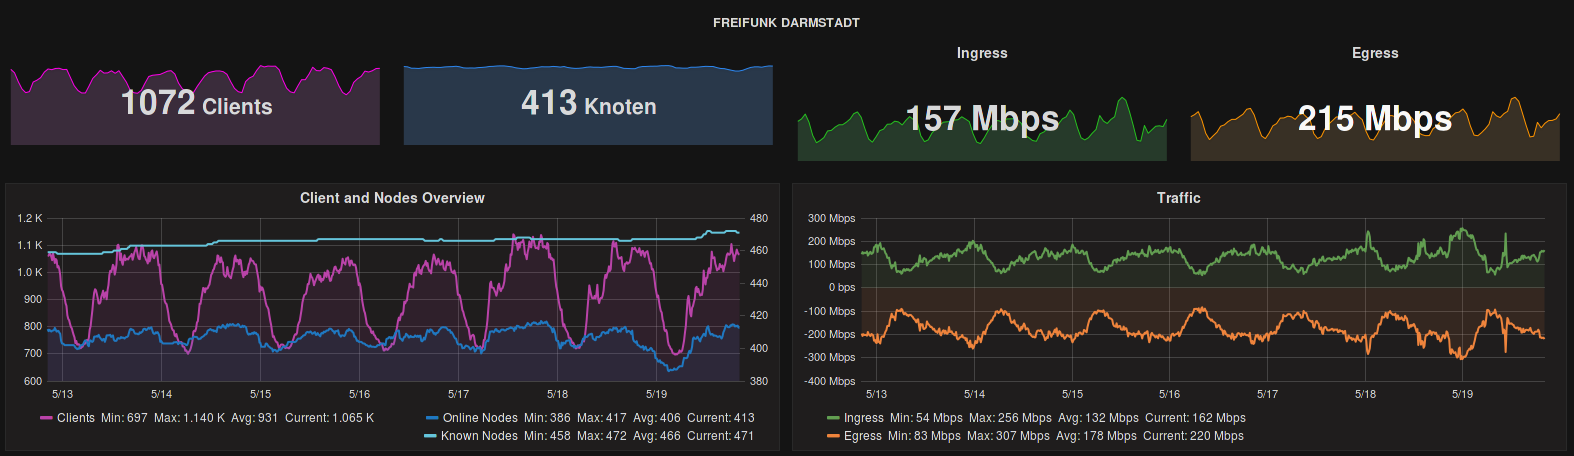 FREIFUNK DARMSTADT
1072 Clients
413 Knoten
Ingress
157 Mbps
Egress
215 Mbps
Client and Nodes Overview
1.2 K
1.1 K
1.0 K
900
800
700
600
480
460
440
420
400
380
5/13 5/14 5/15 5/16 5/17 5/18 5/19
Clients Min: 697 Max: 1.140 K Avg: 931 Current: 1.065 K
Online Nodes Min: 386 Max: 417 Avg: 406 Current: 413
Known Nodes Min: 458 Max: 472 Avg: 466 Current: 471
Traffic
300 Mbps
200 Mbps
100 Mbps
0 bps
-100 Mbps
-200 Mbps
-300 Mbps
-400 Mbps
5/13 5/14 5/15 5/16 5/17 5/18 5/19
Ingress Min: 54 Mbps Max: 256 Mbps Avg: 132 Mbps Current: 162 Mbps
Egress Min: 83 Mbps Max: 307 Mbps Avg: 178 Mbps Current: 220 Mbps